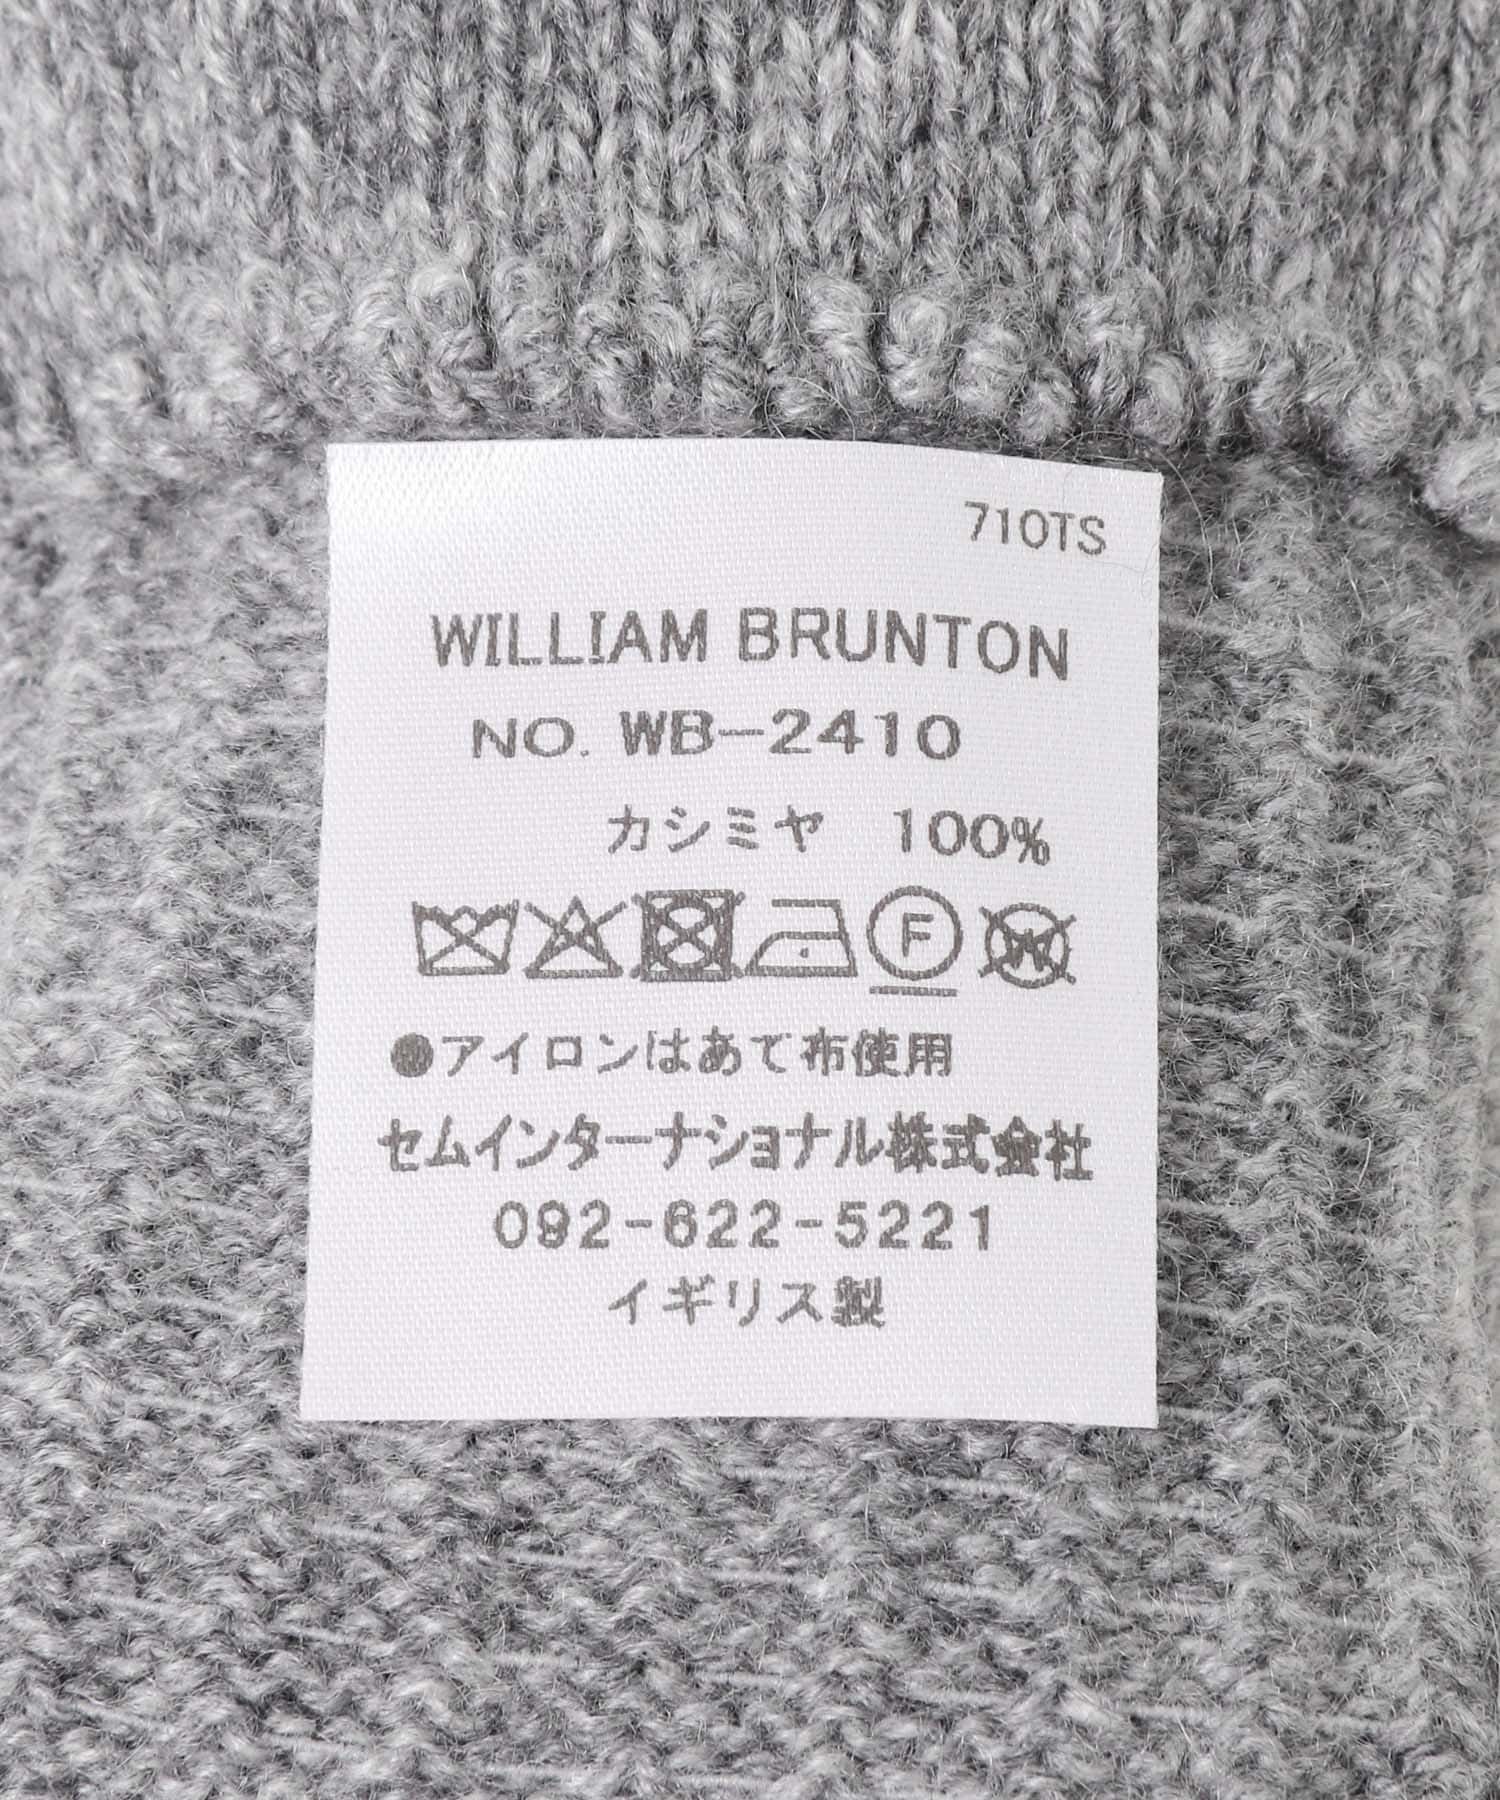 710TS
WILLIAM BRUNTON
NO. WB-2410
カシミヤ 100%
F W
●アイロンはあて布使用
セムインターナショナル株式会社
092-622-5221
イギリス製